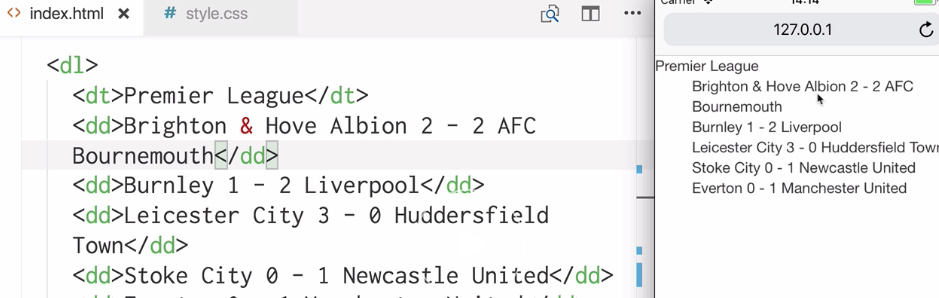 <> index.html ×
# style.css
<dl>
<dt>Premier League</dt>
<dd>Brighton & Hove Albion 2 - 2 AFC
Bournemouth</dd>
<dd>Burnley 1 - 2 Liverpool</dd>
<dd>Leicester City 3 - 0 Huddersfield
Town</dd>
<dd>Stoke City 0 - 1 Newcastle United</dd>
Carrier 14:14
127.0.0.1
Premier League
Brighton & Hove Albion 2 - 2 AFC
Bournemouth
Burnley 1 - 2 Liverpool
Leicester City 3 - 0 Huddersfield Town
Stoke City 0 - 1 Newcastle United
Everton 0 - 1 Manchester United